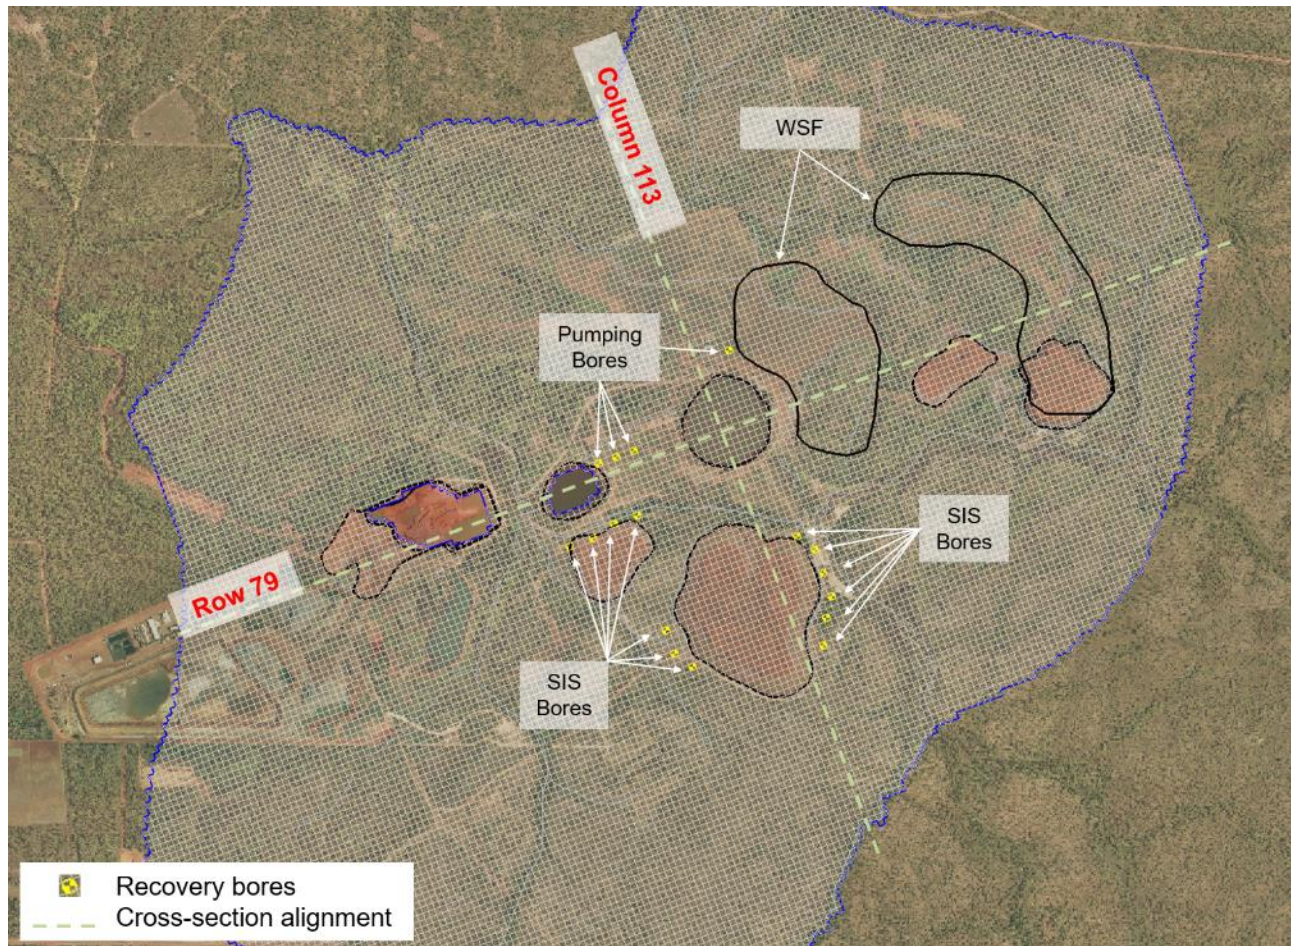 Column 113
WSF
Pumping
Bores
SIS
Bores
Row 79
SIS
Bores
Recovery bores
Cross-section alignment